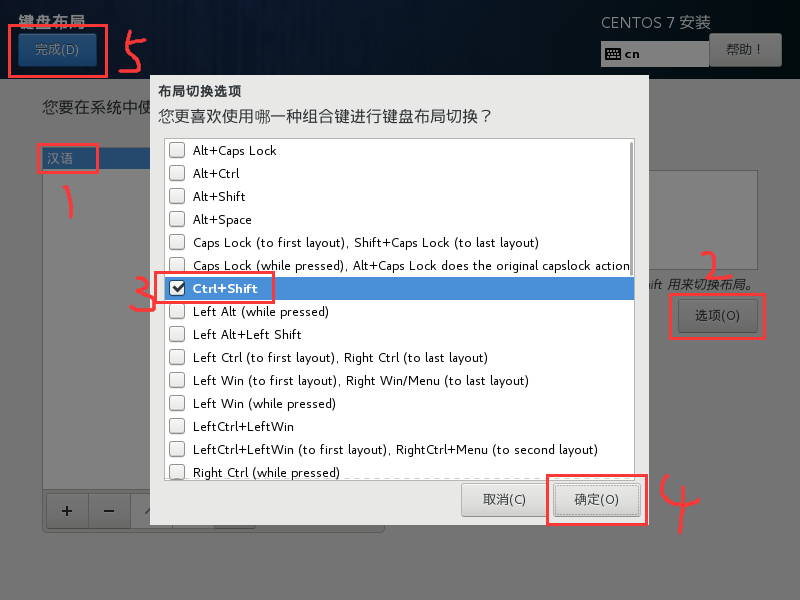 键盘布局
CENTOS 7 安装
完成(D)
5
cn
帮助！
您要在系统中使
布局切换选项
您更喜欢使用哪一种组合键进行键盘布局切换？
汉语
1
Alt+Caps Lock
Alt+Ctrl
Alt+Shift
Alt+Space
Caps Lock (to first layout), Shift+Caps Lock (to last layout)
Caps Lock (while pressed), Alt+Caps Lock does the original capslock action
2
3
Ctrl+Shift
ift 用来切换布局。
Left Alt (while pressed)
选项(O)
Left Alt+Left Shift
Left Ctrl (to first layout), Right Ctrl (to last layout)
Left Win (to first layout), Right Win/Menu (to last layout)
Left Win (while pressed)
LeftCtrl+LeftWin
LeftCtrl+LeftWin (to first layout), RightCtrl+Menu (to second layout)
Right Ctrl (while pressed)
取消(C)
确定(O)
4
+
−